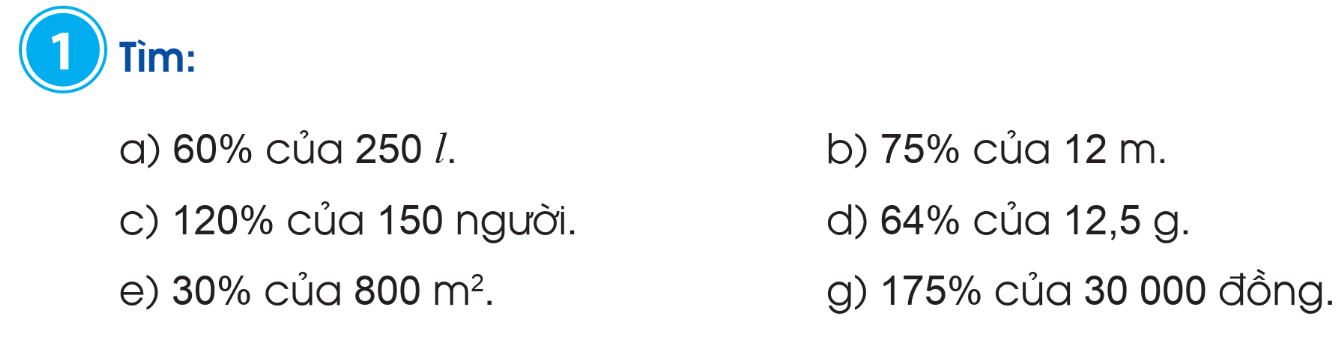 1 Tìm:
a) 60% của 250 l. b) 75% của 12 m.
c) 120% của 150 người. d) 64% của 12,5 g.
e) 30% của 800 m². g) 175% của 30 000 đồng.